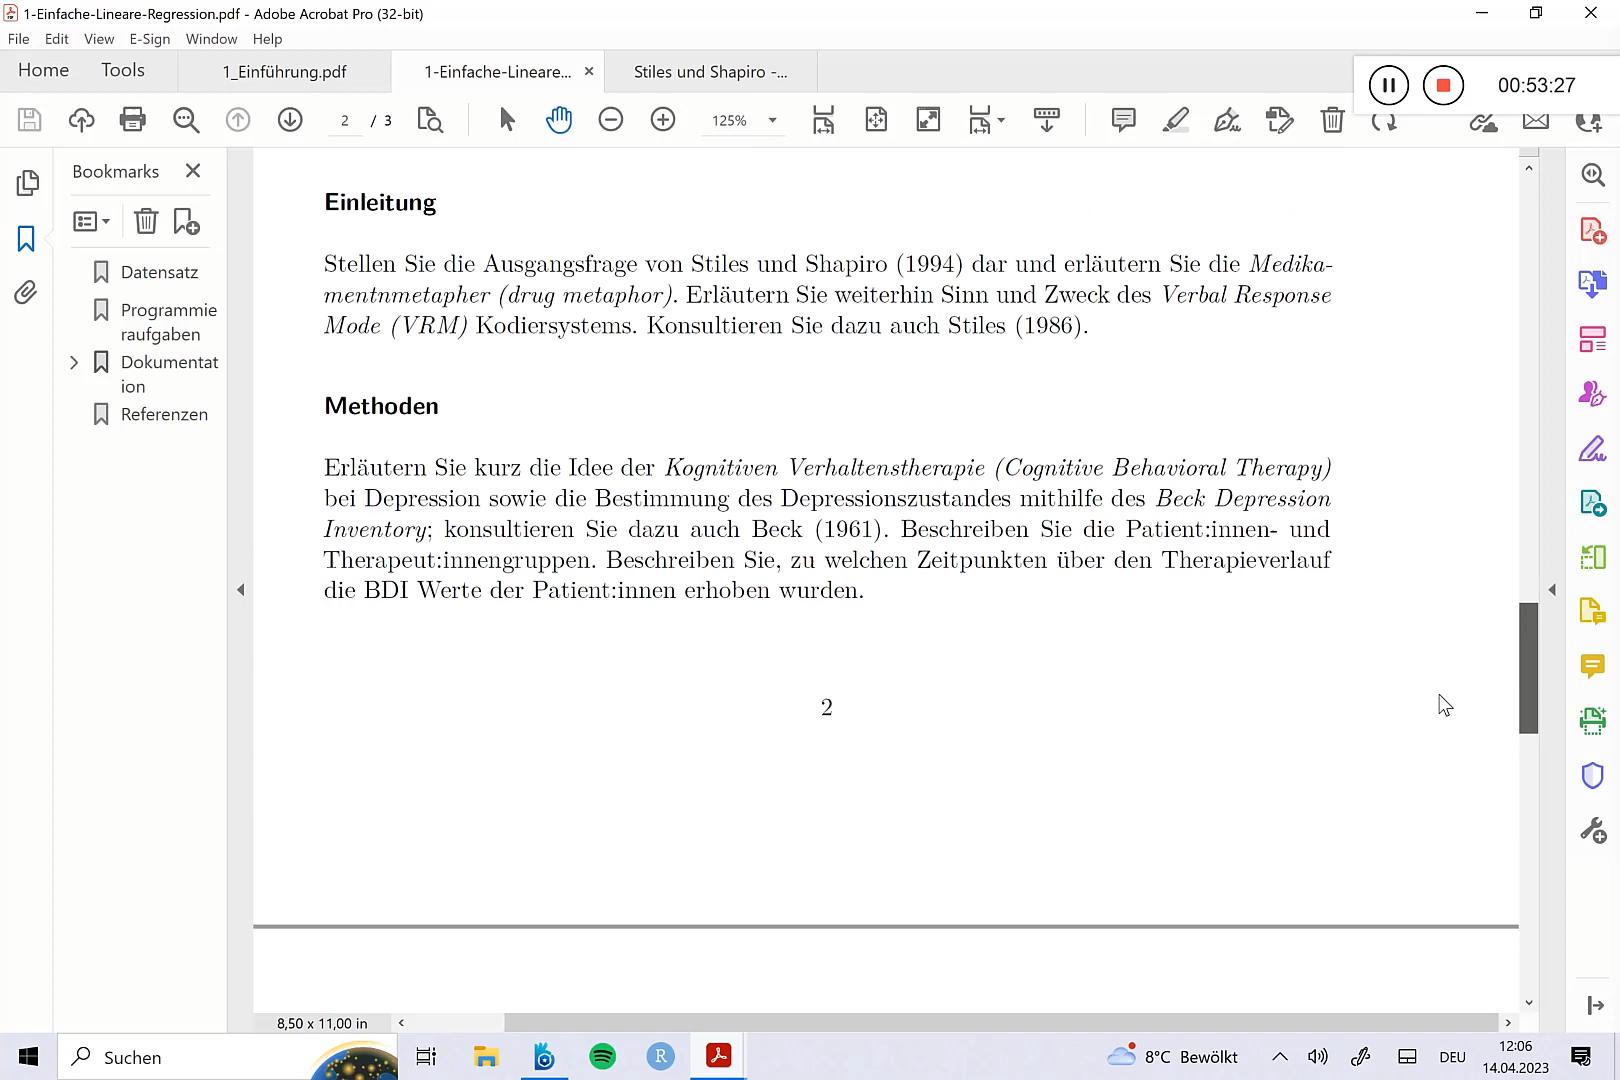 1-Einfache-Lineare-Regression.pdf - Adobe Acrobat Pro (32-bit)
File Edit View E-Sign Window Help
Home Tools 1_Einführung.pdf 1-Einfache-Lineare... × Stiles und Shapiro -...
00:53:27
2 / 3 125%
Bookmarks
Datensatz
Programmie
raufgaben
Dokumentat
ion
Referenzen
Einleitung
Stellen Sie die Ausgangsfrage von Stiles und Shapiro (1994) dar und erläutern Sie die Medika-
mentnmetapher (drug metaphor). Erläutern Sie weiterhin Sinn und Zweck des Verbal Response
Mode (VRM) Kodiersystems. Konsultieren Sie dazu auch Stiles (1986).
Methoden
Erläutern Sie kurz die Idee der Kognitiven Verhaltenstherapie (Cognitive Behavioral Therapy)
bei Depression sowie die Bestimmung des Depressionszustandes mithilfe des Beck Depression
Inventory; konsultieren Sie dazu auch Beck (1961). Beschreiben Sie die Patient:innen- und
Therapeut:innengruppen. Beschreiben Sie, zu welchen Zeitpunkten über den Therapieverlauf
die BDI Werte der Patient:innen erhoben wurden.
2
8,50 x 11,00 in
Suchen
R
8°C Bewölkt
DEU
12:06
14.04.2023